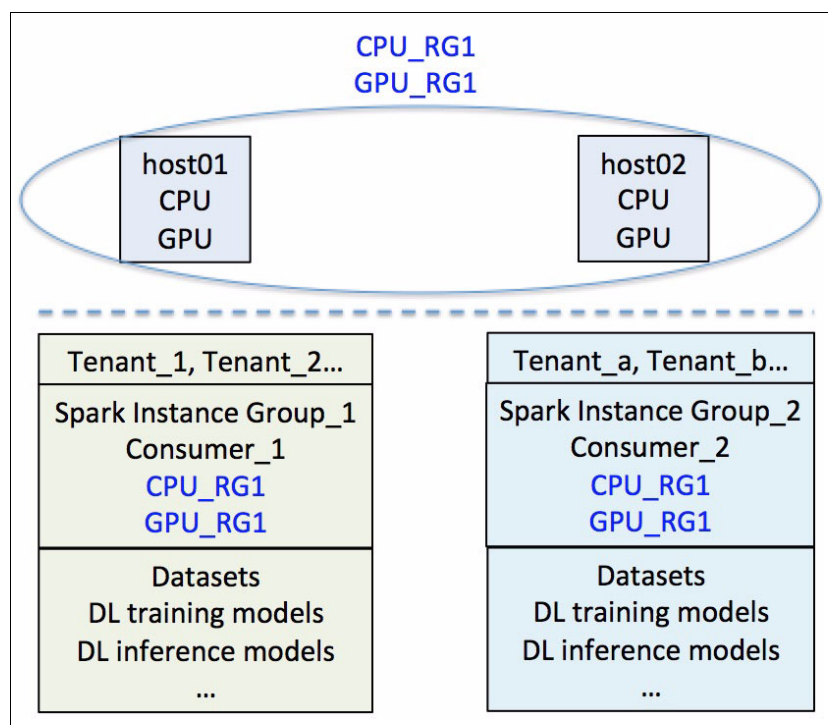 CPU_RG1
GPU_RG1
host01
CPU
GPU
host02
CPU
GPU
Tenant_1, Tenant_2...
Spark Instance Group_1
Consumer_1
CPU_RG1
GPU_RG1
Datasets
DL training models
DL inference models
...
Tenant_a, Tenant_b...
Spark Instance Group_2
Consumer_2
CPU_RG1
GPU_RG1
Datasets
DL training models
DL inference models
...